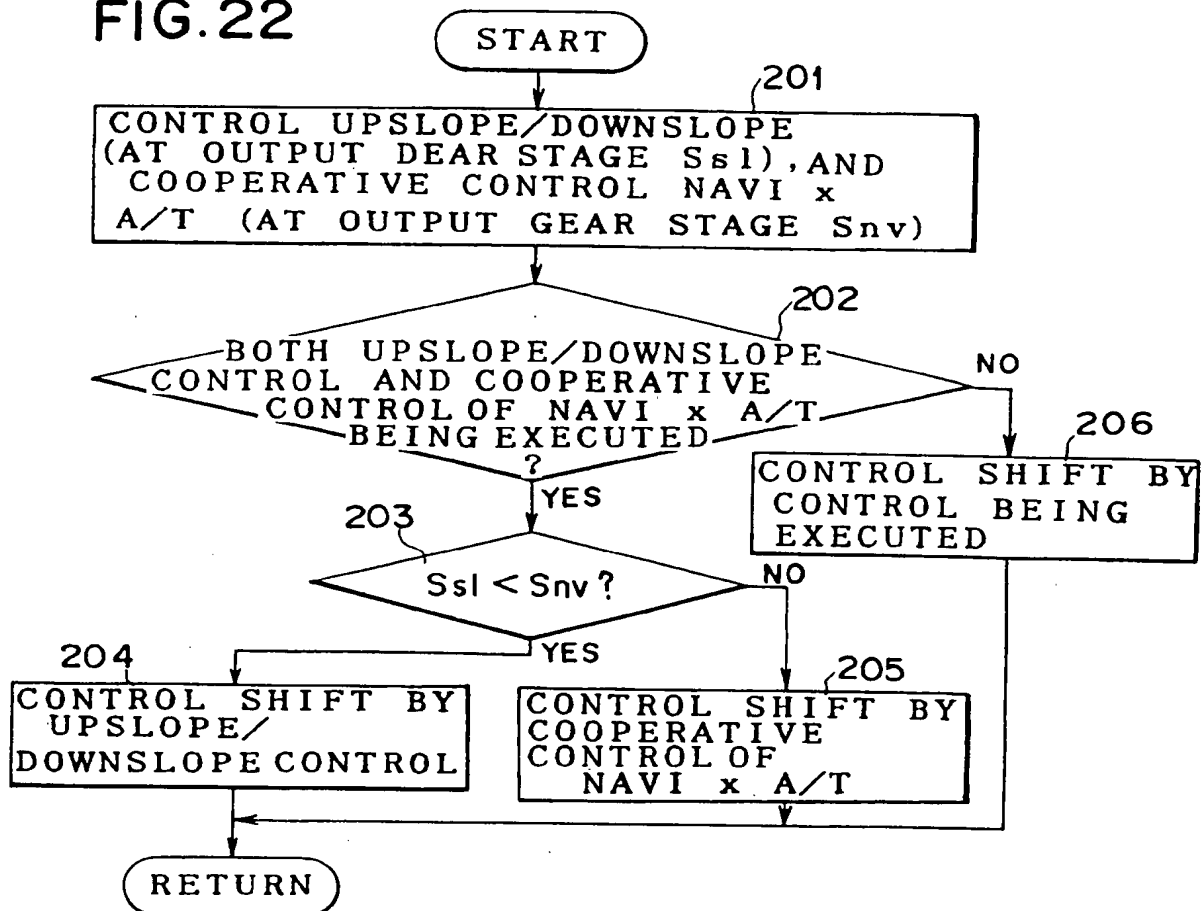 FIG.22
START
201
CONTROL UPSLOPE/DOWNSLOPE
(AT OUTPUT DEAR STAGE Ssl), AND
COOPERATIVE CONTROL NAVI x
A/T (AT OUTPUT GEAR STAGE Snv)
202
BOTH UPSLOPE/DOWNSLOPE
CONTROL AND COOPERATIVE
CONTROL OF NAVI x A/T
BEING EXECUTED
?
NO
YES
206
CONTROL SHIFT BY
CONTROL BEING
EXECUTED
203
Ssl < Snv?
NO
YES
204
CONTROL SHIFT BY
UPSLOPE/
DOWNSLOPE CONTROL
205
CONTROL SHIFT BY
COOPERATIVE
CONTROL OF
NAVI x A/T
RETURN